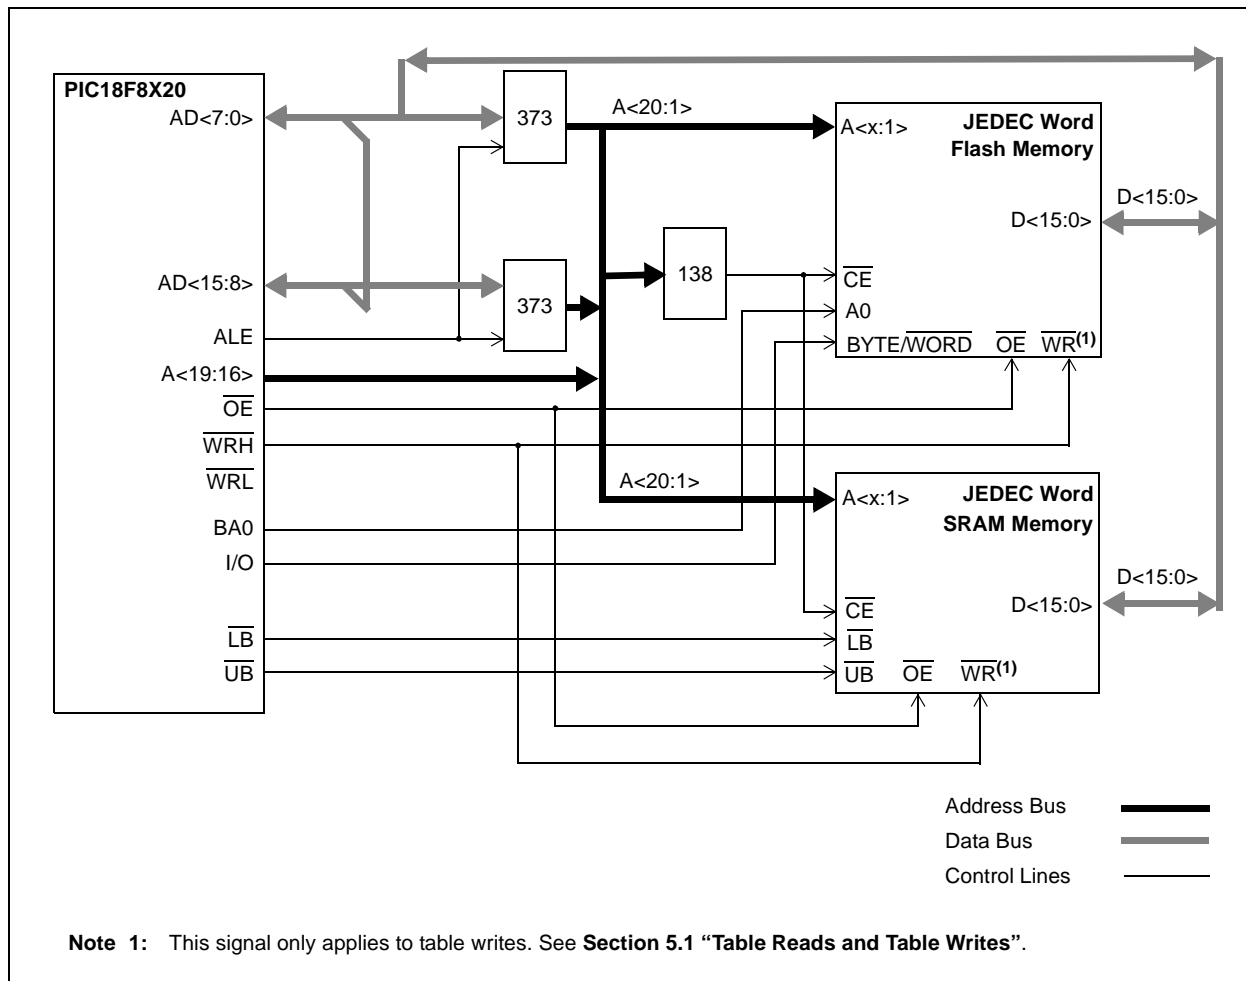 PIC18F8X20
AD<7:0>
AD<15:8>
ALE
A<19:16>
OE
WRH
WRL
BA0
I/O
LB
UB
373
373
138
A<20:1>
A<20:1>
A<x:1>
JEDEC Word
Flash Memory
D<15:0>
CE
A0
BYTE/WORD OE WR(1)
D<15:0>
A<x:1>
JEDEC Word
SRAM Memory
D<15:0>
CE
LB
UB OE WR(1)
D<15:0>
Address Bus
Data Bus
Control Lines
Note 1: This signal only applies to table writes. See Section 5.1 “Table Reads and Table Writes”.